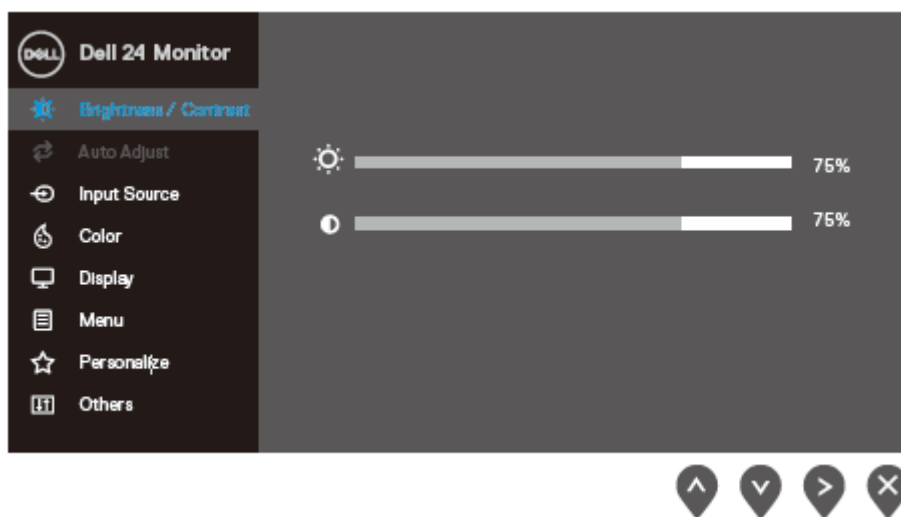 DELL
Dell 24 Monitor
Brightness / Contrast
Auto Adjust
Input Source
Color
Display
Menu
Personalize
Others
75%
75%